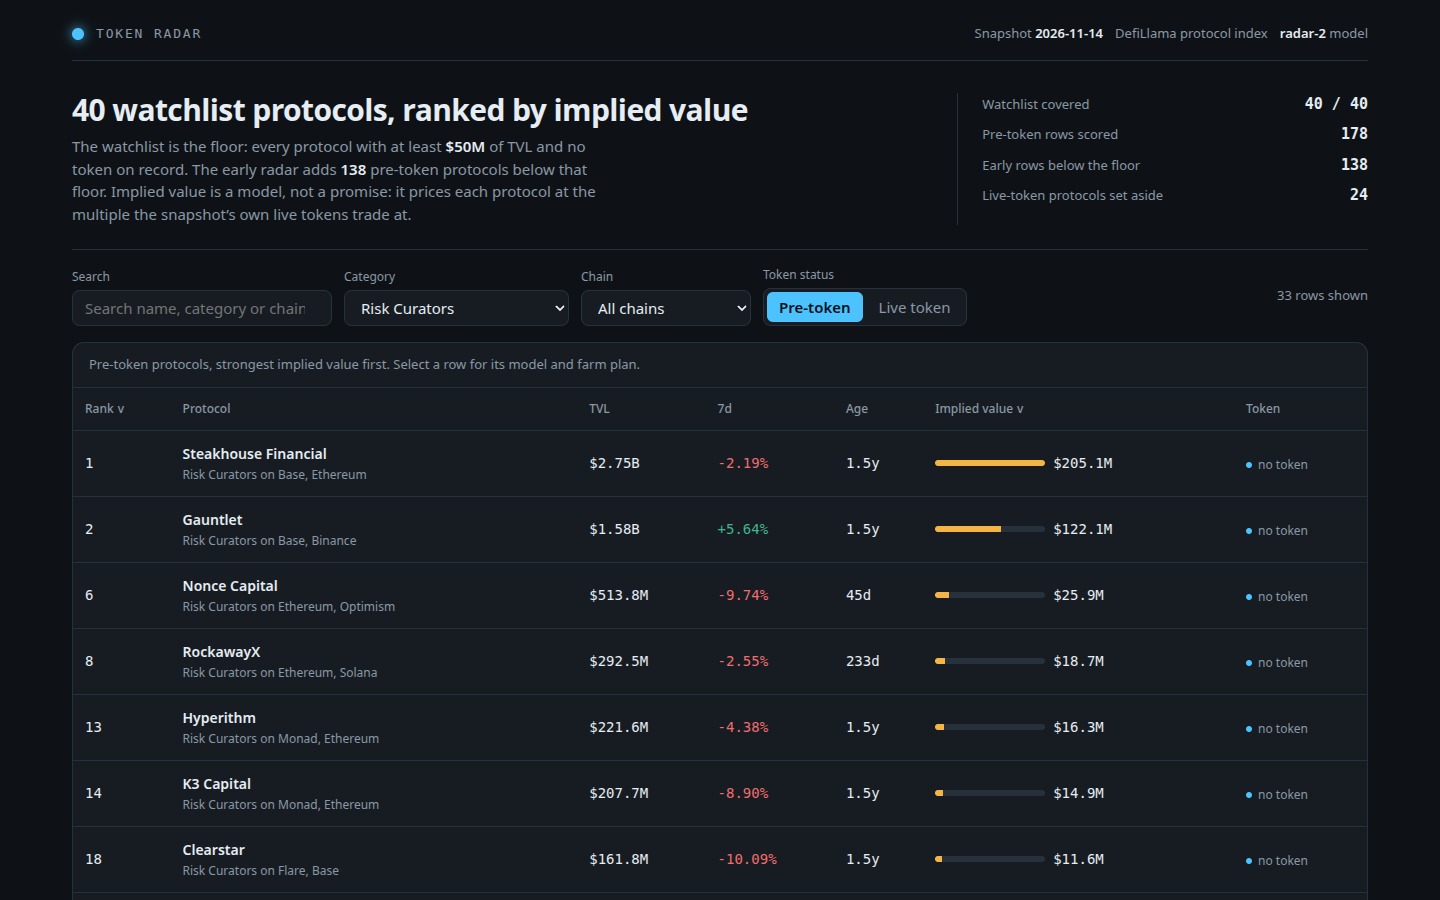 TOKEN RADAR
Snapshot 2026-11-14 DefiLlama protocol index radar-2 model
40 watchlist protocols, ranked by implied value
The watchlist is the floor: every protocol with at least $50M of TVL and no
token on record. The early radar adds 138 pre-token protocols below that
floor. Implied value is a model, not a promise: it prices each protocol at the
multiple the snapshot's own live tokens trade at.
Watchlist covered 40 / 40
Pre-token rows scored 178
Early rows below the floor 138
Live-token protocols set aside 24
Search Category Chain Token status
Search name, category or chain Risk Curators All chains Pre-token Live token 33 rows shown
Pre-token protocols, strongest implied value first. Select a row for its model and farm plan.
Rank v Protocol TVL 7d Age Implied value v Token
1 Steakhouse Financial $2.75B -2.19% 1.5y $205.1M no token
Risk Curators on Base, Ethereum
2 Gauntlet $1.58B +5.64% 1.5y $122.1M no token
Risk Curators on Base, Binance
6 Nonce Capital $513.8M -9.74% 45d $25.9M no token
Risk Curators on Ethereum, Optimism
8 RockawayX $292.5M -2.55% 233d $18.7M no token
Risk Curators on Ethereum, Solana
13 Hyperithm $221.6M -4.38% 1.5y $16.3M no token
Risk Curators on Monad, Ethereum
14 K3 Capital $207.7M -8.90% 1.5y $14.9M no token
Risk Curators on Monad, Ethereum
18 Clearstar $161.8M -10.09% 1.5y $11.6M no token
Risk Curators on Flare, Base